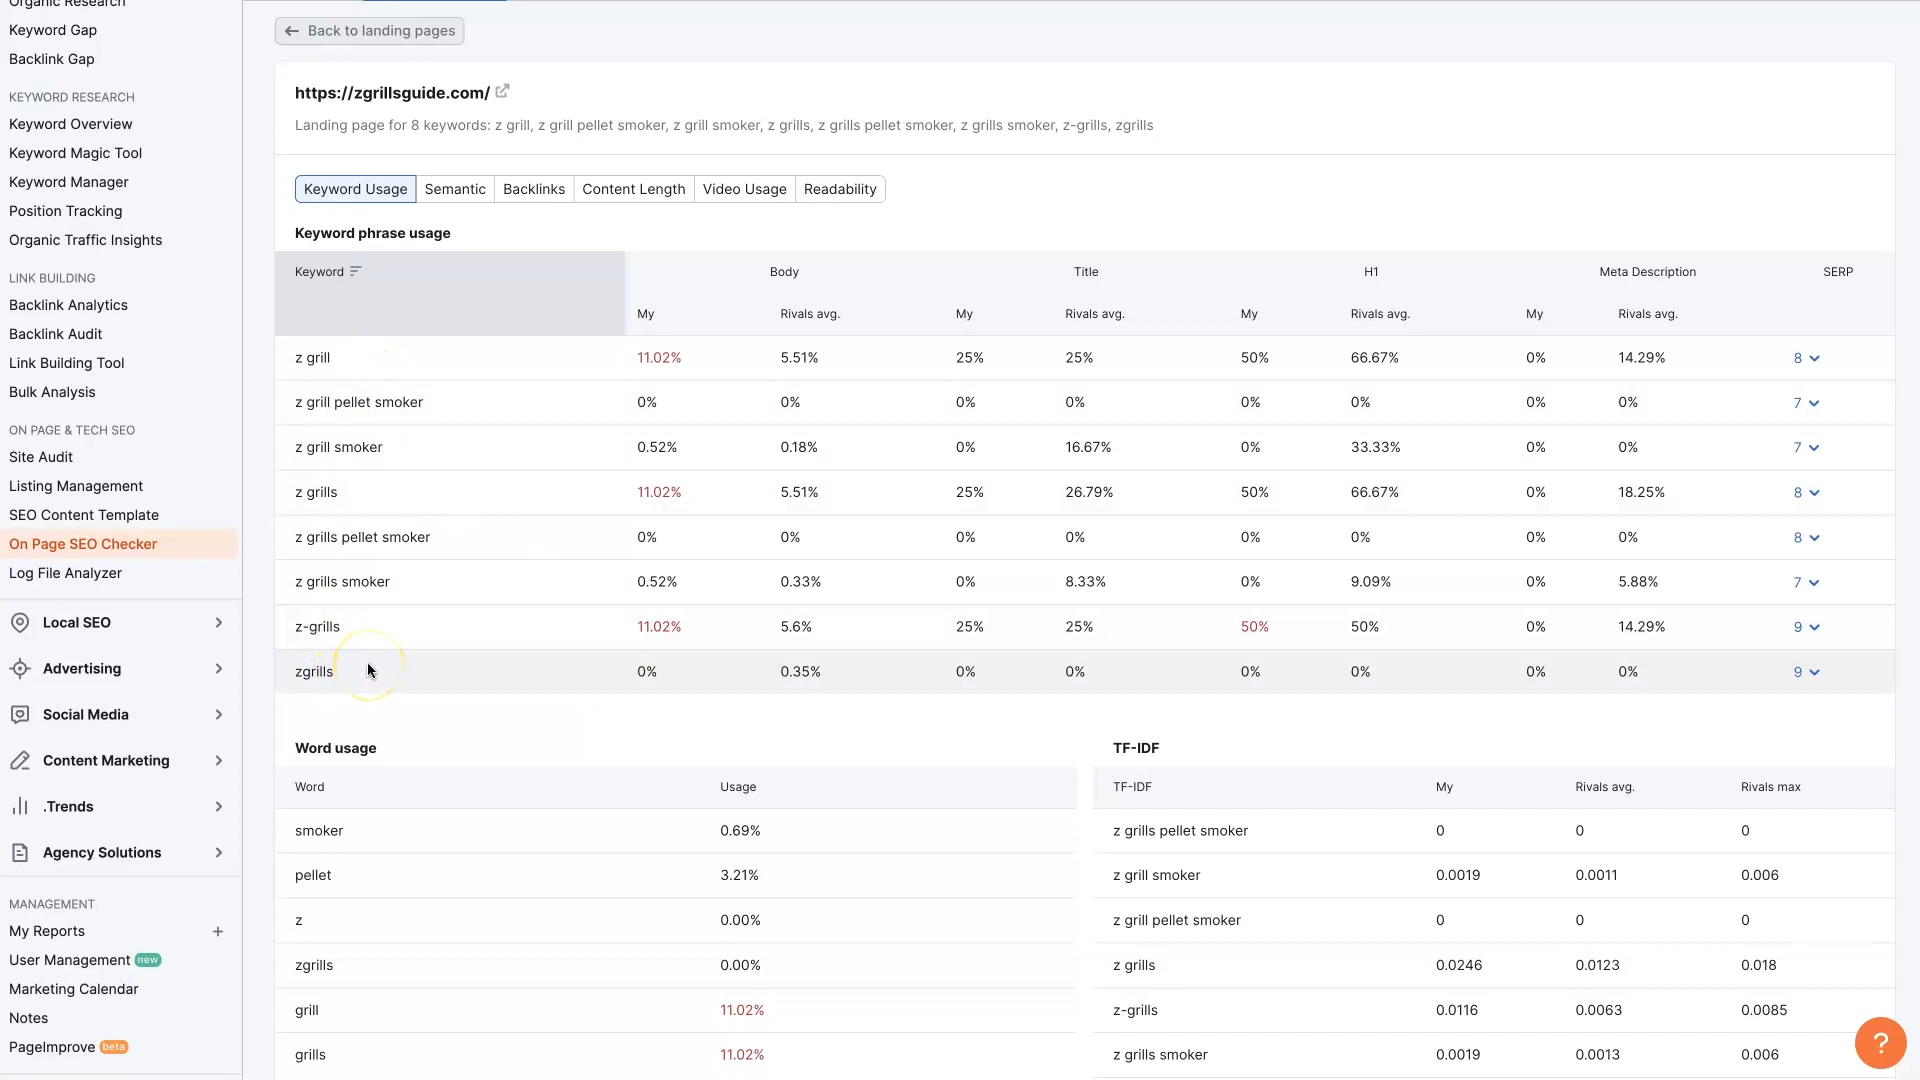 Organic Research
Keyword Gap
Backlink Gap
KEYWORD RESEARCH
Keyword Overview
Keyword Magic Tool
Keyword Manager
Position Tracking
Organic Traffic Insights
LINK BUILDING
Backlink Analytics
Backlink Audit
Link Building Tool
Bulk Analysis
ON PAGE & TECH SEO
Site Audit
Listing Management
SEO Content Template
On Page SEO Checker
Log File Analyzer
Local SEO
Advertising
Social Media
Content Marketing
.Trends
Agency Solutions
MANAGEMENT
My Reports +
User Management new
Marketing Calendar
Notes
PageImprove beta
← Back to landing pages
https://zgrillsguide.com/
Landing page for 8 keywords: z grill, z grill pellet smoker, z grill smoker, z grills, z grills pellet smoker, z grills smoker, z-grills, zgrills
Keyword Usage Semantic Backlinks Content Length Video Usage Readability
Keyword phrase usage
Keyword Body Title H1 Meta Description SERP
My Rivals avg. My Rivals avg. My Rivals avg. My Rivals avg.
z grill 11.02% 5.51% 25% 25% 50% 66.67% 0% 14.29% 8
z grill pellet smoker 0% 0% 0% 0% 0% 0% 0% 0% 7
z grill smoker 0.52% 0.18% 0% 16.67% 0% 33.33% 0% 0% 7
z grills 11.02% 5.51% 25% 26.79% 50% 66.67% 0% 18.25% 8
z grills pellet smoker 0% 0% 0% 0% 0% 0% 0% 0% 8
z grills smoker 0.52% 0.33% 0% 8.33% 0% 9.09% 0% 5.88% 7
z-grills 11.02% 5.6% 25% 25% 50% 50% 0% 14.29% 9
zgrills 0% 0.35% 0% 0% 0% 0% 0% 0% 9
Word usage
Word Usage
smoker 0.69%
pellet 3.21%
z 0.00%
zgrills 0.00%
grill 11.02%
grills 11.02%
TF-IDF
TF-IDF My Rivals avg. Rivals max
z grills pellet smoker 0 0 0
z grill smoker 0.0019 0.0011 0.006
z grill pellet smoker 0 0 0
z grills 0.0246 0.0123 0.018
z-grills 0.0116 0.0063 0.0085
z grills smoker 0.0019 0.0013 0.006
?